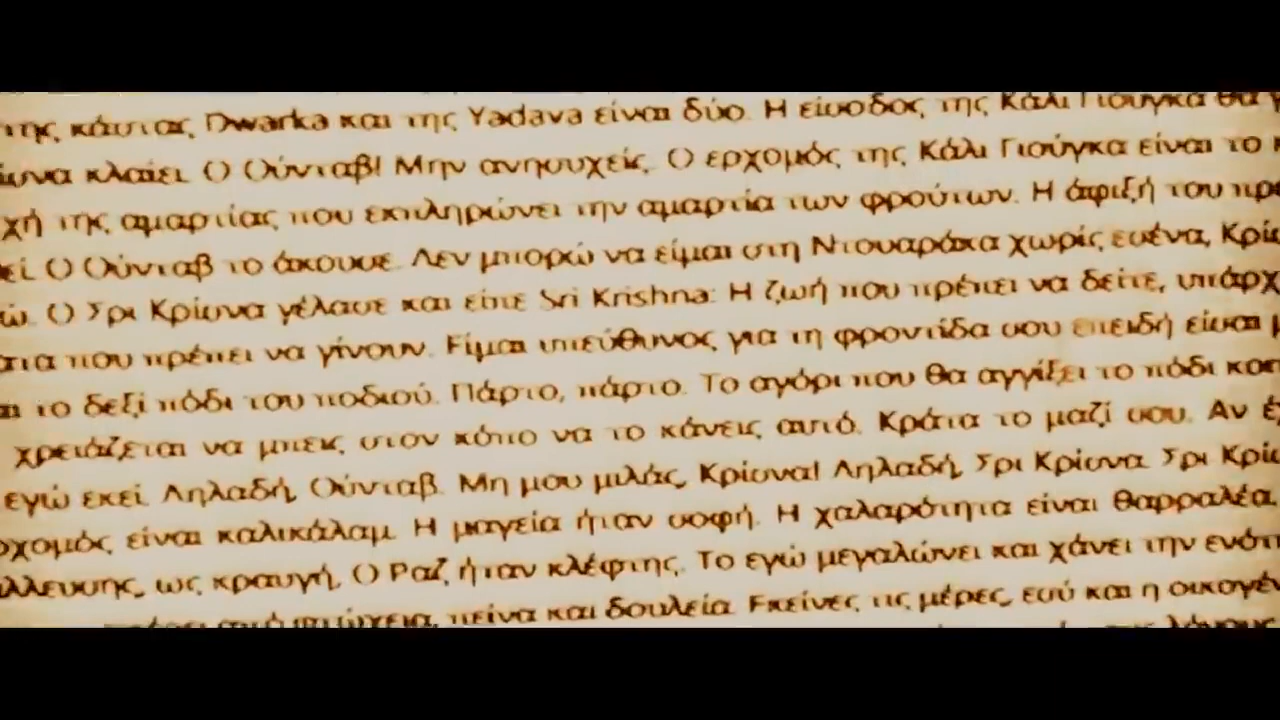 της κάστας Dwarka και της Yadava είναι δύο. Η είσοδος της Κάλι Γιούγκα θα
κλαίει. Ο Ούνταβ! Μην ανησυχείς, Ο ερχομός της Κάλι Γιούγκα είναι το
της αμαρτίας που εκπληρώνει την αμαρτία των φρούτων. Η άφιξή του
Ο Ούνταβ το άκουσε. Δεν μπορώ να είμαι στη Ντουαράκα χωρίς εσένα,
Ο Σρι Κρίσνα γέλασε και είπε Sri Krishna: Η ζωή που πρέπει να δείτε,
που πρέπει να γίνουν. Είμαι υπεύθυνος για τη φροντίδα σου επειδή είσαι
το δεξί πόδι του ποδιού. Πάρτο, πάρτο. Το αγόρι που θα αγγίξει το πόδι
χρειάζεται να μπεις στον κόπο να το κάνεις αυτό. Κράτα το μαζί σου. Αν
εγώ εκεί. Δηλαδή, Ούνταβ. Μη μου μιλάς, Κρίσνα! Δηλαδή, Σρι Κρίσνα. Σρι
είναι καλικάλαμ. Η μαγεία ήταν σοφή. Η χαλαρότητα είναι θαρραλέα.
ως κραυγή, Ο Ραζ ήταν κλέφτης. Το εγώ μεγαλώνει και χάνει την
πείνα και δουλεία. Εκείνες τις μέρες, εσύ και η